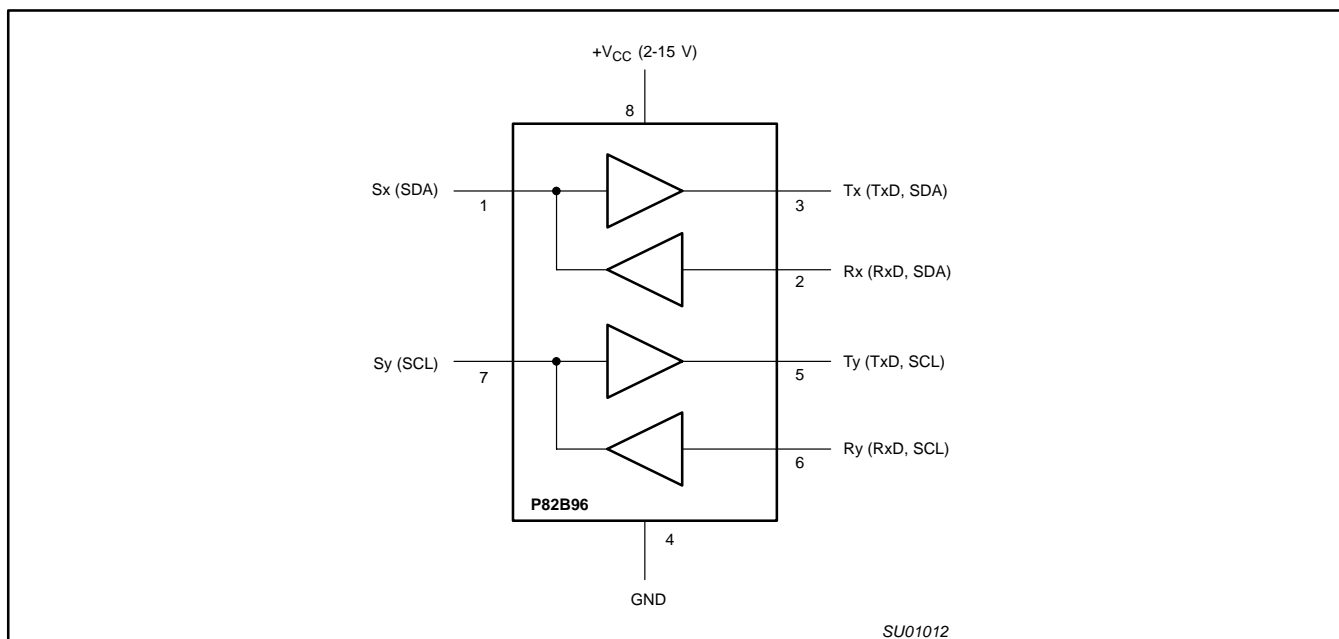 +VCC (2-15 V)
8
Sx (SDA)
1
Tx (TxD, SDA)
3
Rx (RxD, SDA)
2
Sy (SCL)
7
Ty (TxD, SCL)
5
Ry (RxD, SCL)
6
P82B96
4
GND
SU01012